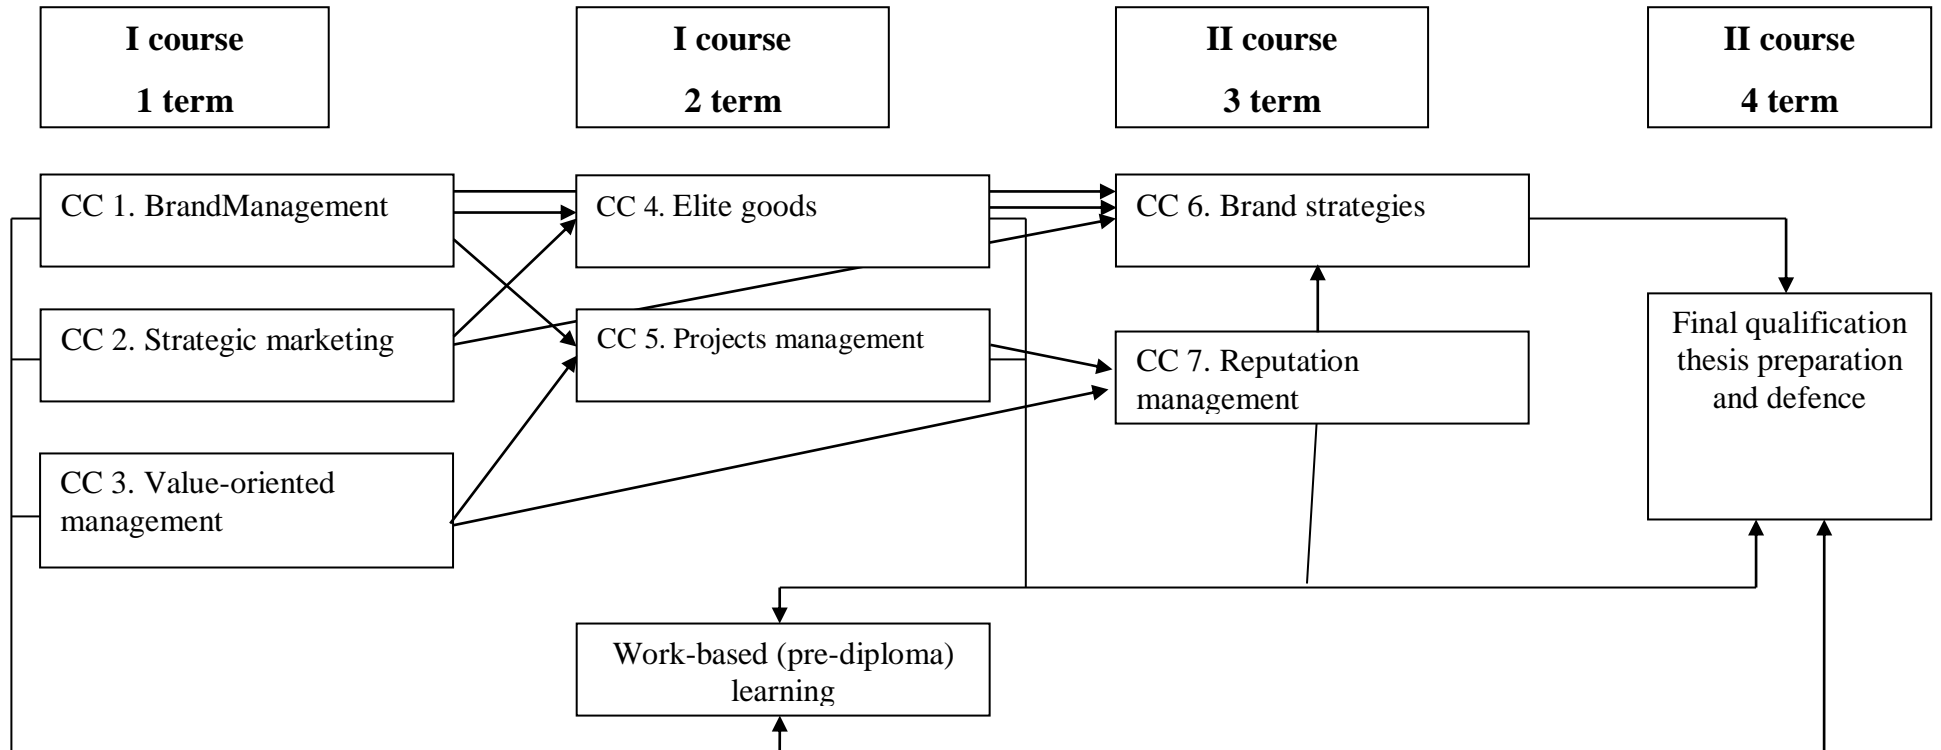 I course
1 term
I course
2 term
II course
3 term
II course
4 term
CC 1. BrandManagement
CC 4. Elite goods
CC 6. Brand strategies
CC 2. Strategic marketing
CC 5. Projects management
CC 7. Reputation
management
Final qualification
thesis preparation
and defence
CC 3. Value-oriented
management
Work-based (pre-diploma)
learning